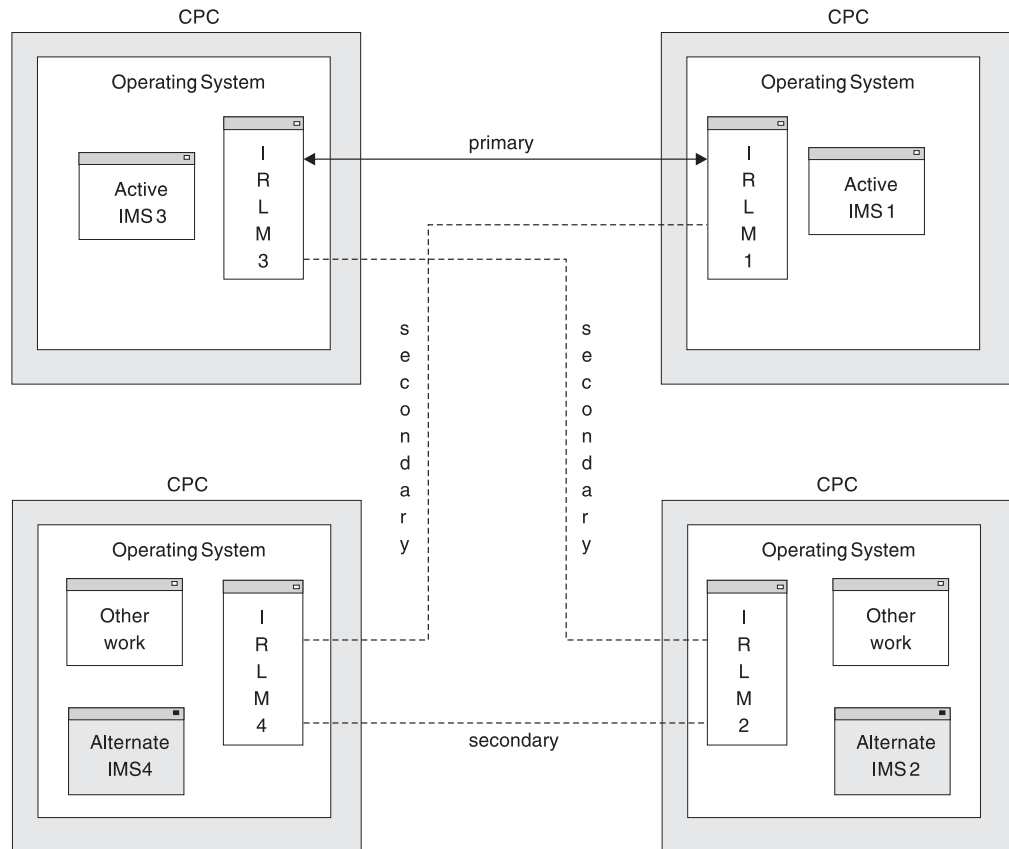 CPC
Operating System
Active
IMS 3
I
R
L
M
3
primary
CPC
Operating System
I
R
L
M
1
Active
IMS 1
s
e
c
o
n
d
a
r
y
s
e
c
o
n
d
a
r
y
CPC
Operating System
Other
work
Alternate
IMS4
I
R
L
M
4
secondary
CPC
Operating System
I
R
L
M
2
Other
work
Alternate
IMS 2